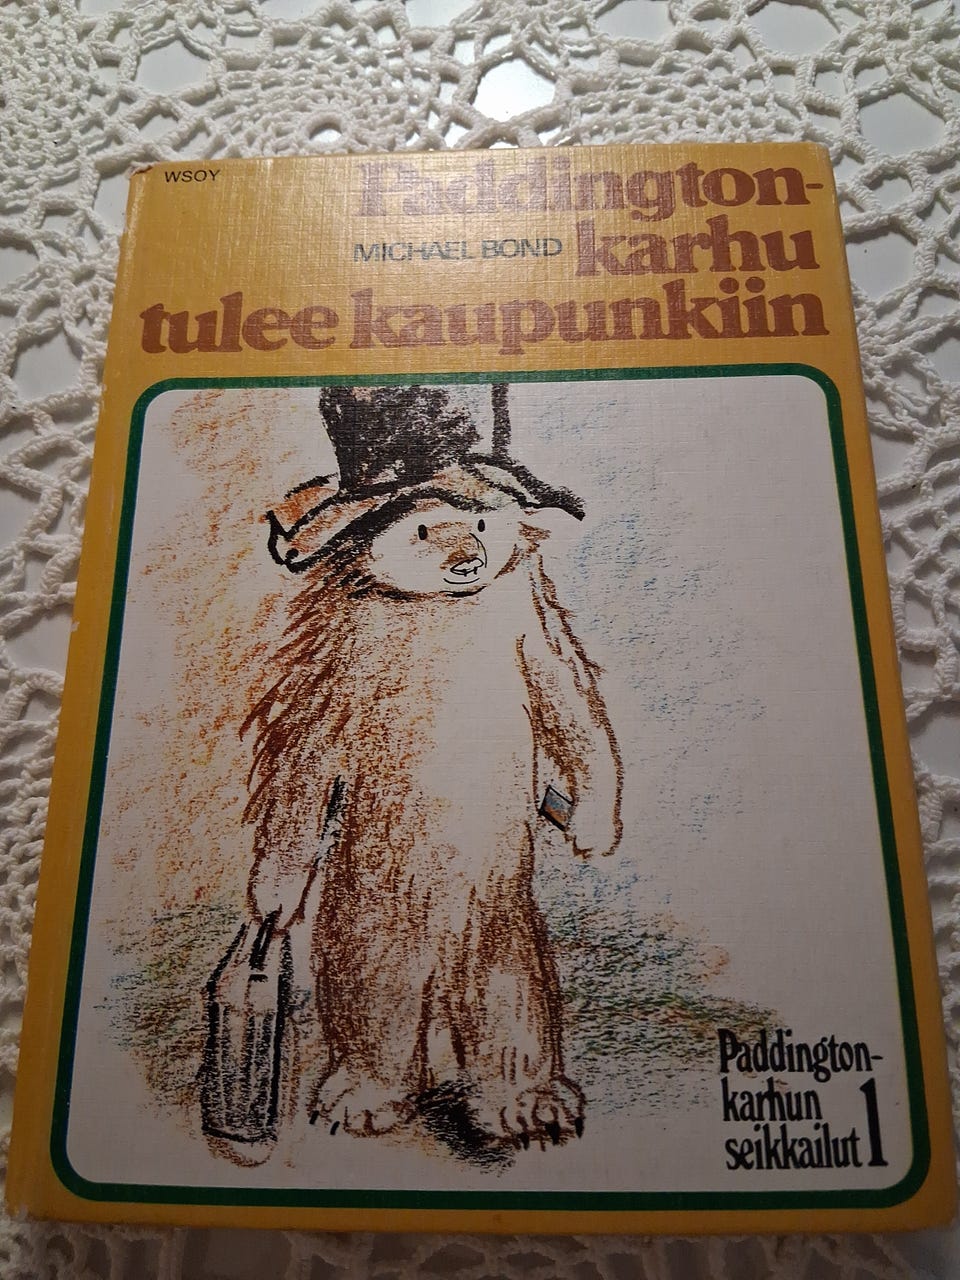 WSOY
Paddington-
MICHAEL BOND karhu
tulee kaupunkiin
Paddington-
karhun
seikkailut 1